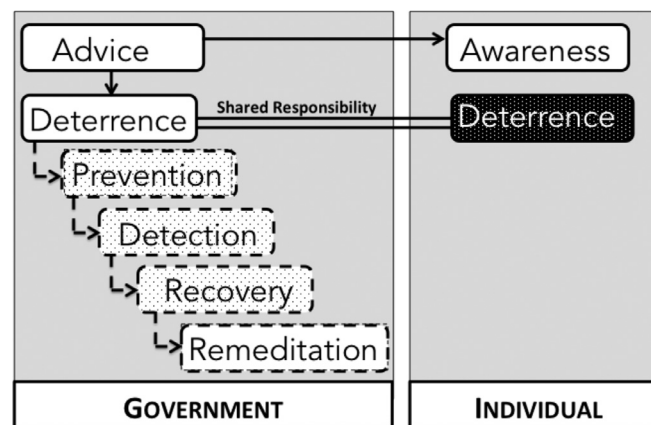 Advice
Awareness
Deterrence
Shared Responsibility
Deterrence
Prevention
Detection
Recovery
Remeditation
GOVERNMENT
INDIVIDUAL